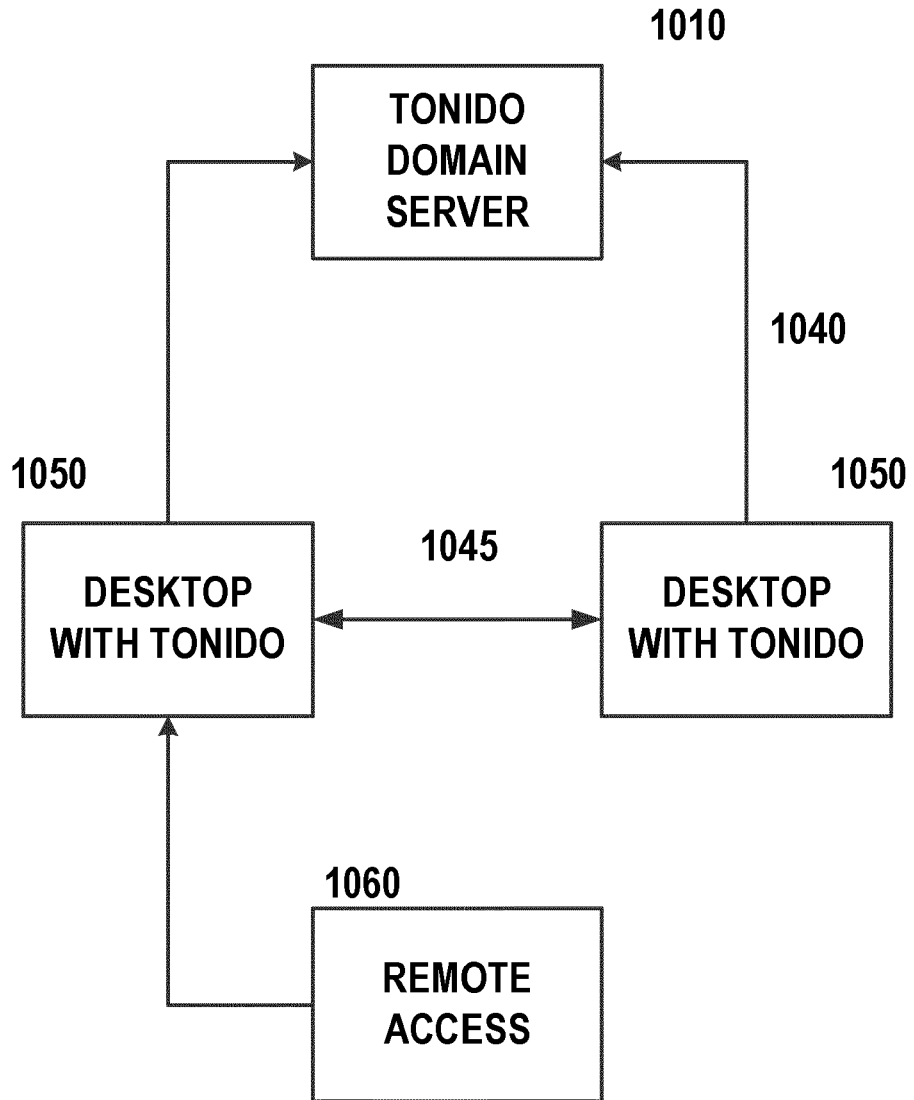 1010
TONIDO
DOMAIN
SERVER
1040
1050
1050
1045
DESKTOP
WITH TONIDO
DESKTOP
WITH TONIDO
1060
REMOTE
ACCESS